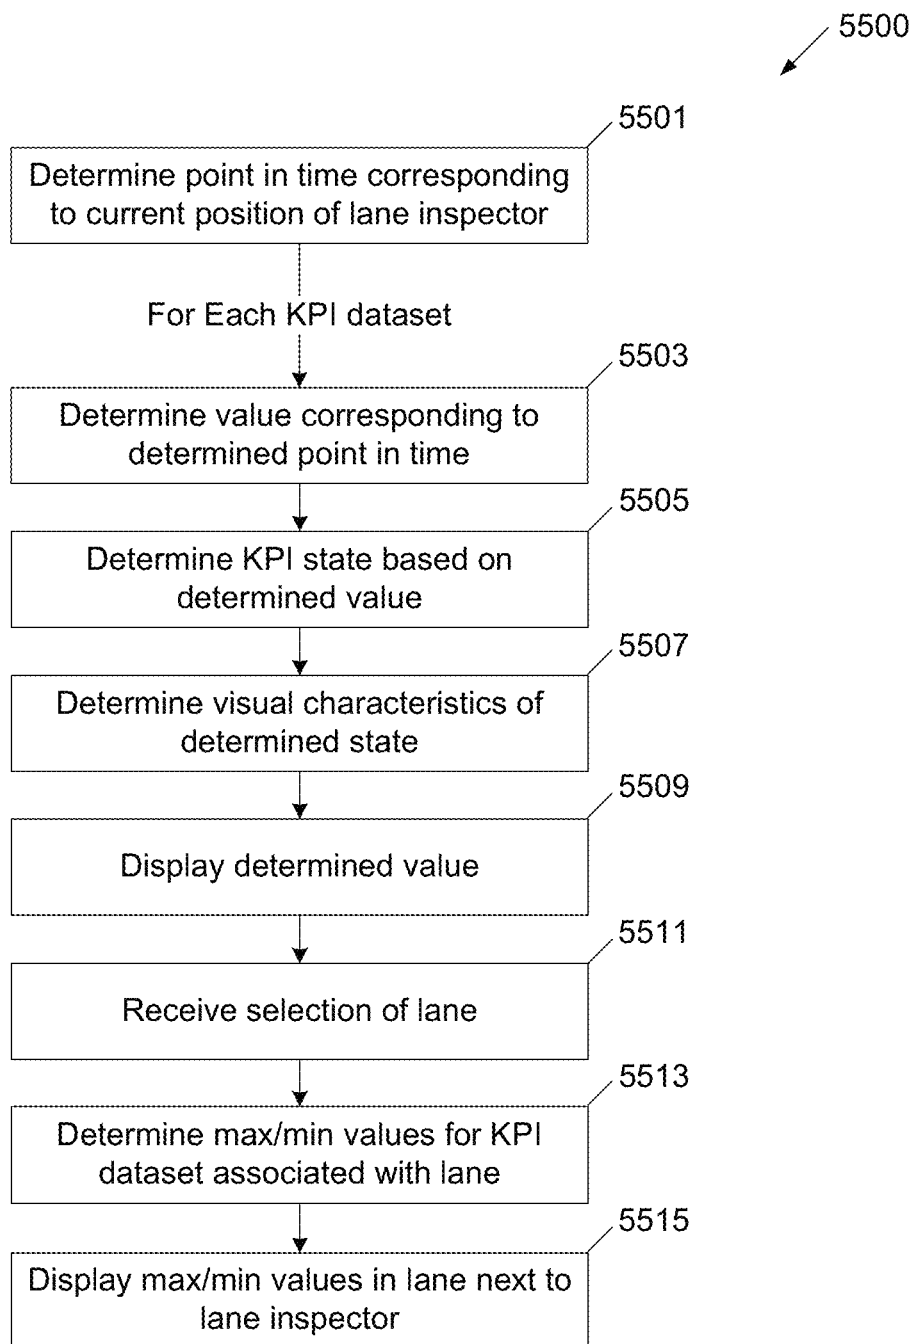 5500
5501
Determine point in time corresponding
to current position of lane inspector
For Each KPI dataset
5503
Determine value corresponding to
determined point in time
5505
Determine KPI state based on
determined value
5507
Determine visual characteristics of
determined state
5509
Display determined value
5511
Receive selection of lane
5513
Determine max/min values for KPI
dataset associated with lane
5515
Display max/min values in lane next to
lane inspector